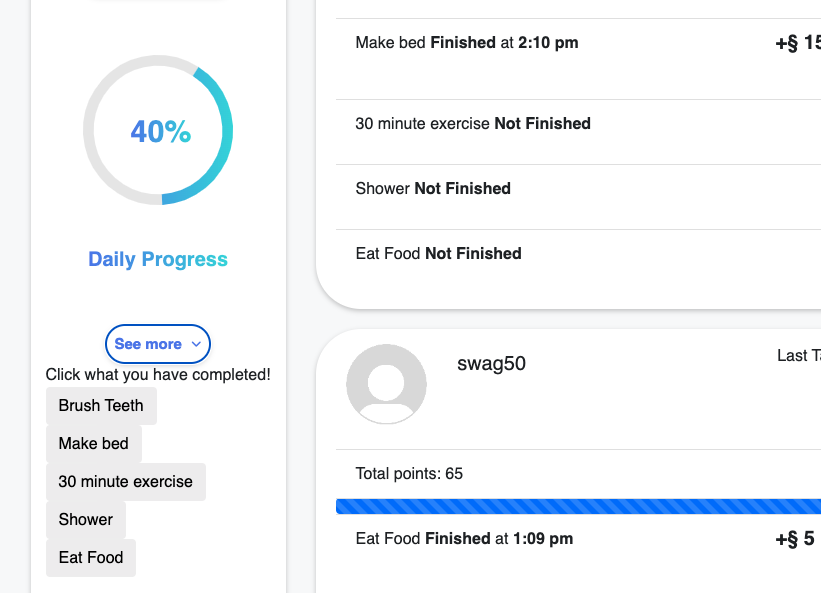 40%
Daily Progress
See more
Click what you have completed!
Brush Teeth
Make bed
30 minute exercise
Shower
Eat Food
Make bed Finished at 2:10 pm +§ 15
30 minute exercise Not Finished
Shower Not Finished
Eat Food Not Finished
swag50
Last
Total points: 65
Eat Food Finished at 1:09 pm +§ 5